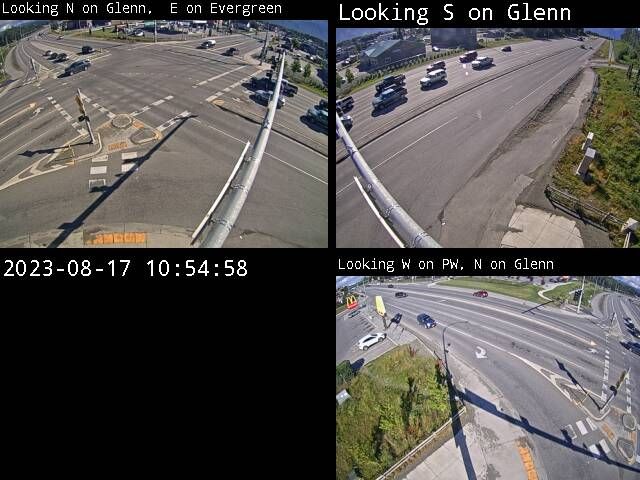 Looking N on Glenn, E on Evergreen
Looking S on Glenn
2023-08-17 10:54:58
Looking W on PW, N on Glenn